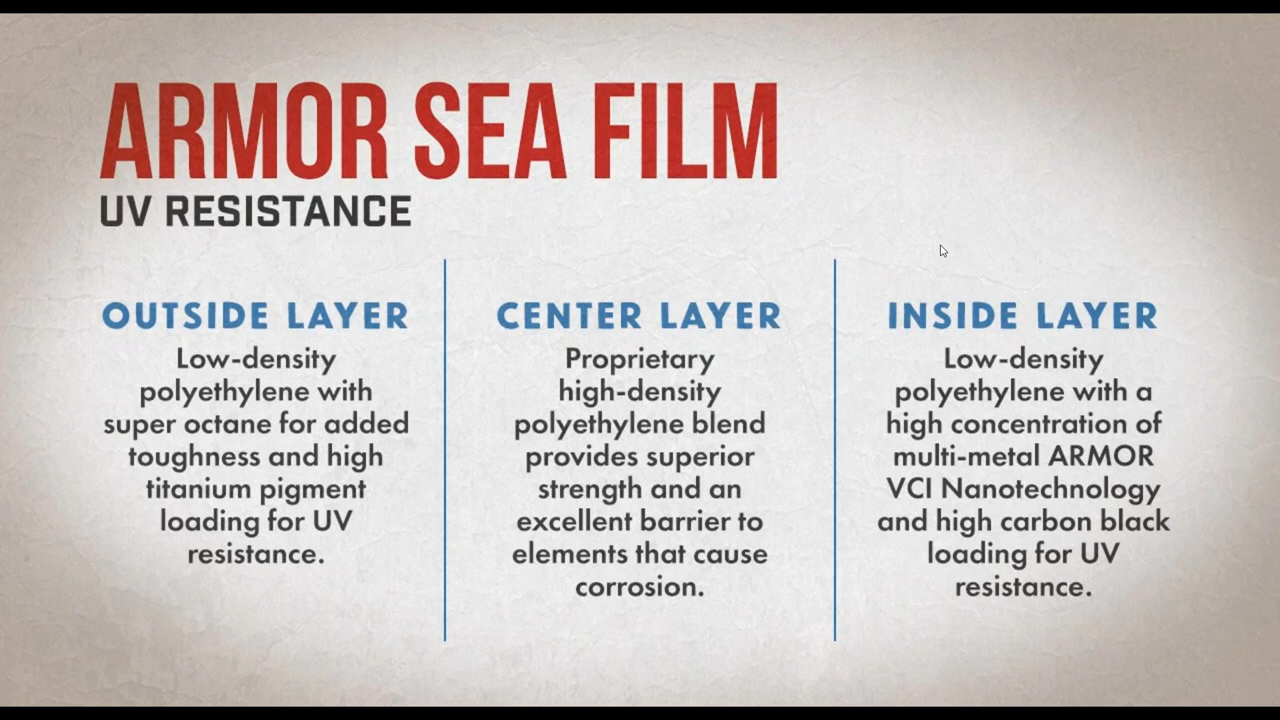 ARMOR SEA FILM
UV RESISTANCE
OUTSIDE LAYER
Low-density
polyethylene with
super octane for added
toughness and high
titanium pigment
loading for UV
resistance.
CENTER LAYER
Proprietary
high-density
polyethylene blend
provides superior
strength and an
excellent barrier to
elements that cause
corrosion.
INSIDE LAYER
Low-density
polyethylene with a
high concentration of
multi-metal ARMOR
VCI Nanotechnology
and high carbon black
loading for UV
resistance.